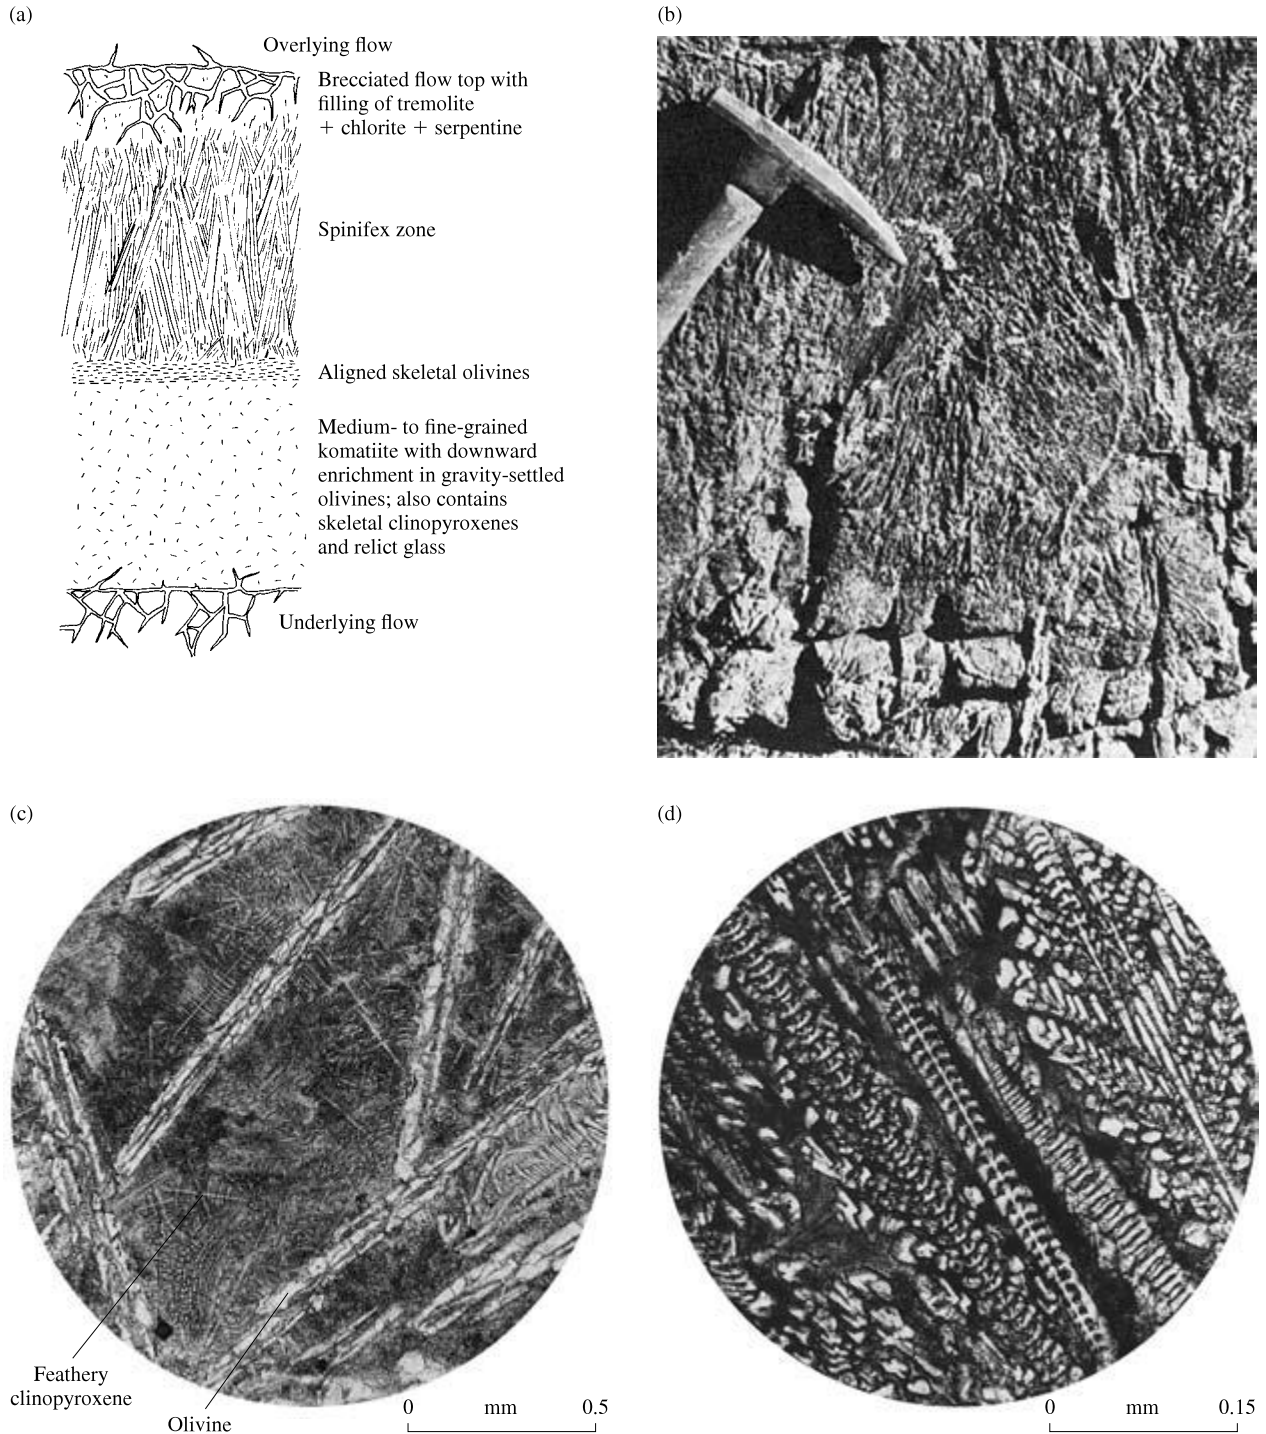 (a)
Overlying flow
Brecciated flow top with
filling of tremolite
+ chlorite + serpentine
Spinifex zone
Aligned skeletal olivines
Medium- to fine-grained
komatiite with downward
enrichment in gravity-settled
olivines; also contains
skeletal clinopyroxenes
and relict glass
Underlying flow
(b)
(c)
Feathery
clinopyroxene
Olivine
0 mm 0.5
(d)
0 mm 0.15